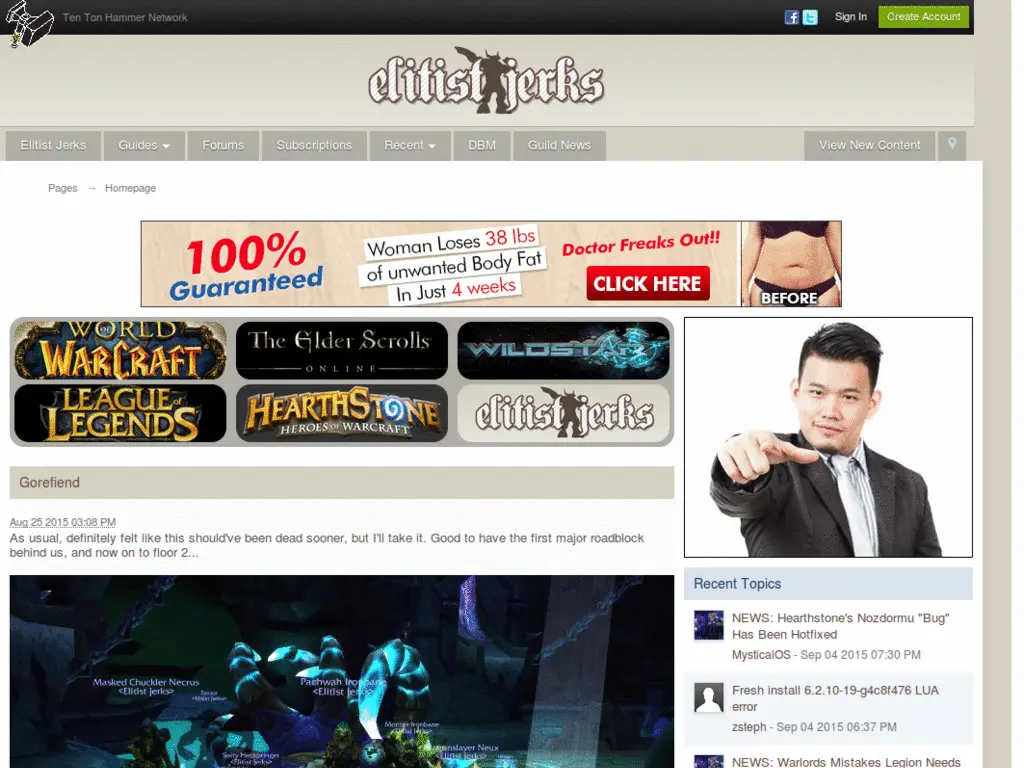 Ten Ton Hammer Network
Sign In
Create Account
elitist jerks
Elitist Jerks
Guides
Forums
Subscriptions
Recent
DBM
Guild News
View New Content
Pages → Homepage
100%
Guaranteed
Woman Loses 38 lbs
of unwanted Body Fat
In Just 4 weeks
Doctor Freaks Out!!
CLICK HERE
BEFORE
WORLD
OF
WARCRAFT
The Elder Scrolls
ONLINE
WILDSTAR
LEAGUE of
LEGENDS
HEARTHSTONE
HEROES OF WARCRAFT
elitist jerks
Gorefiend
Aug 25 2015 03:08 PM
As usual, definitely felt like this should've been dead sooner, but I'll take it. Good to have the first major roadblock
behind us, and now on to floor 2...
Masked Chuckler Necrus
<Elitist Jerks>
Pachwah Ironbane
<Elitist Jerks>
<Elitist Jerks>
<Elitist Jerks>
Recent Topics
NEWS: Hearthstone's Nozdormu "Bug"
Has Been Hotfixed
MysticalOS - Sep 04 2015 07:30 PM
Fresh install 6.2.10-19-g4c8f476 LUA
error
zsteph - Sep 04 2015 06:37 PM
NEWS: Warlords Mistakes Legion Needs